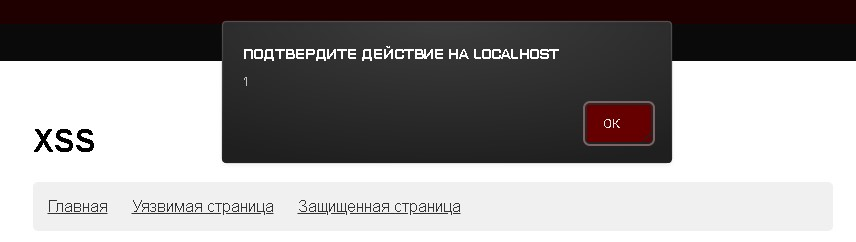 ПОДТВЕРДИТЕ ДЕЙСТВИЕ НА LOCALHOST
1
OK
XSS
Главная Уязвимая страница Защищенная страница